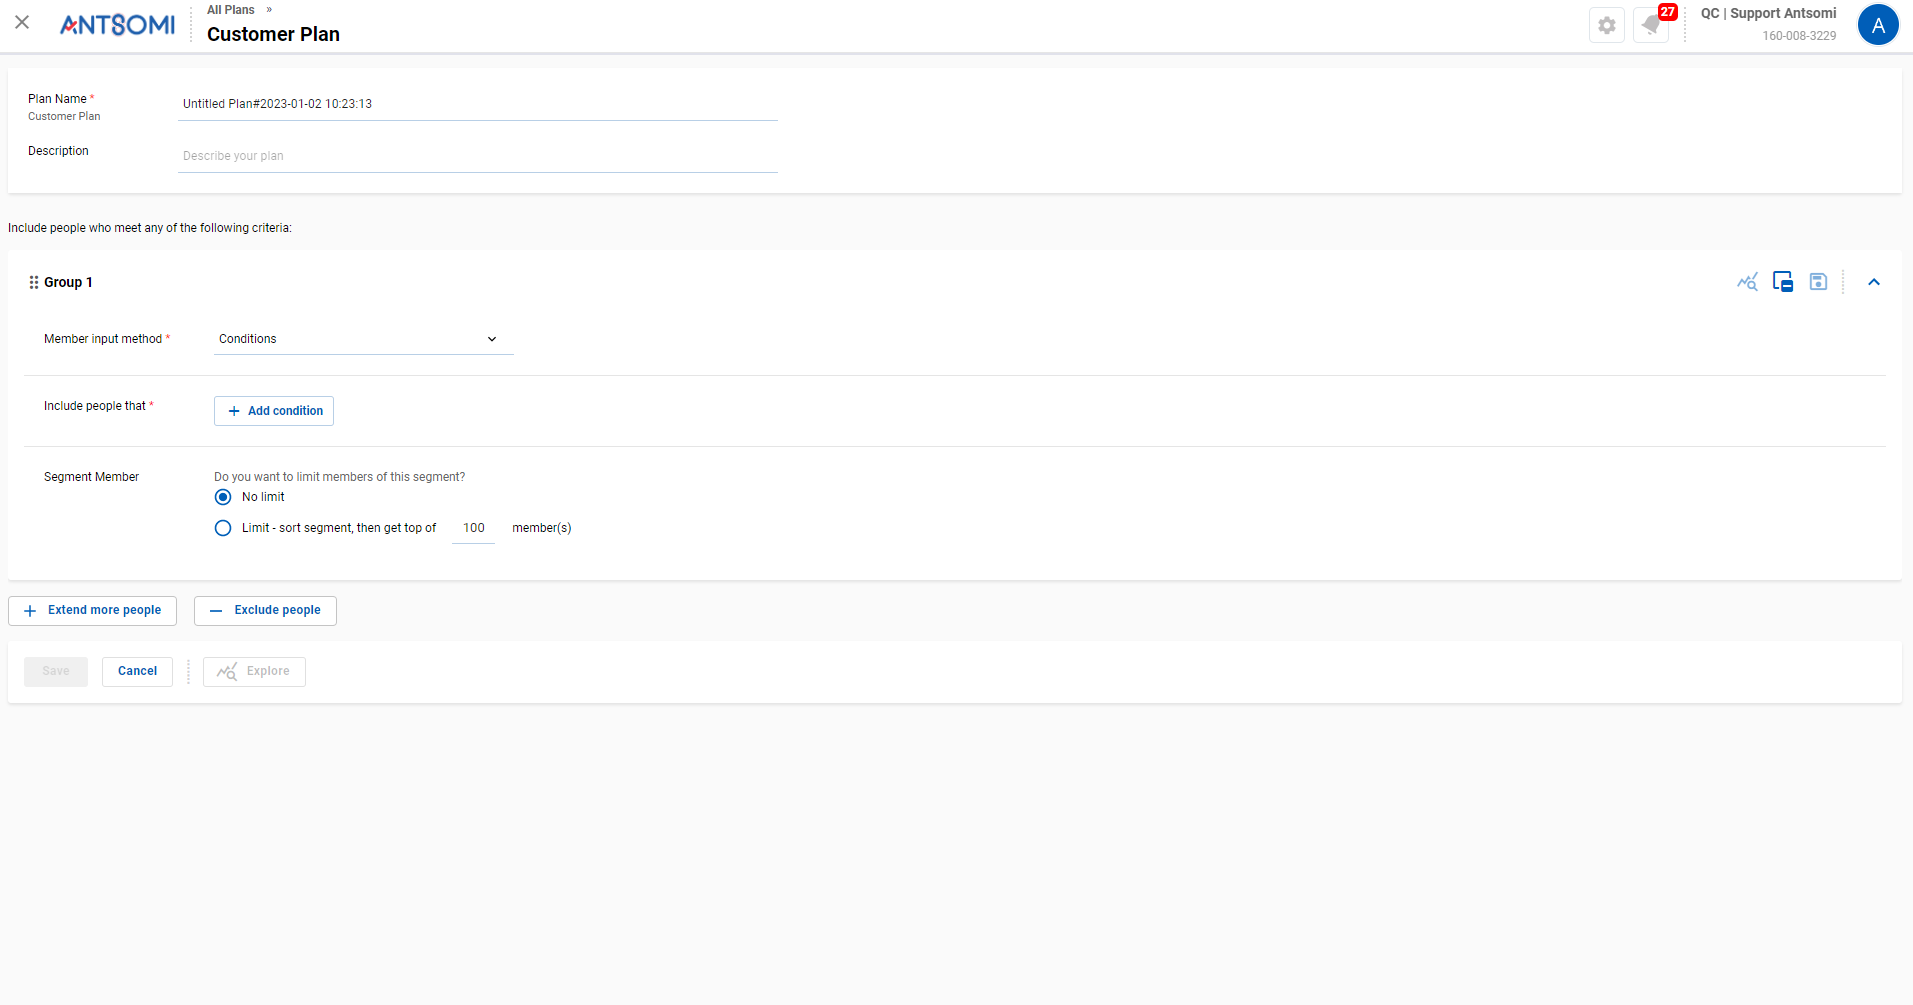 ANTSOMI
All Plans »
Customer Plan
27
QC | Support Antsomi
160-008-3229
A
Plan Name *
Customer Plan
Untitled Plan#2023-01-02 10:23:13
Description
Describe your plan
Include people who meet any of the following criteria:
Group 1
Member input method * Conditions
Include people that * + Add condition
Segment Member
Do you want to limit members of this segment?
No limit
Limit - sort segment, then get top of 100 member(s)
+ Extend more people
— Exclude people
Save
Cancel
Explore